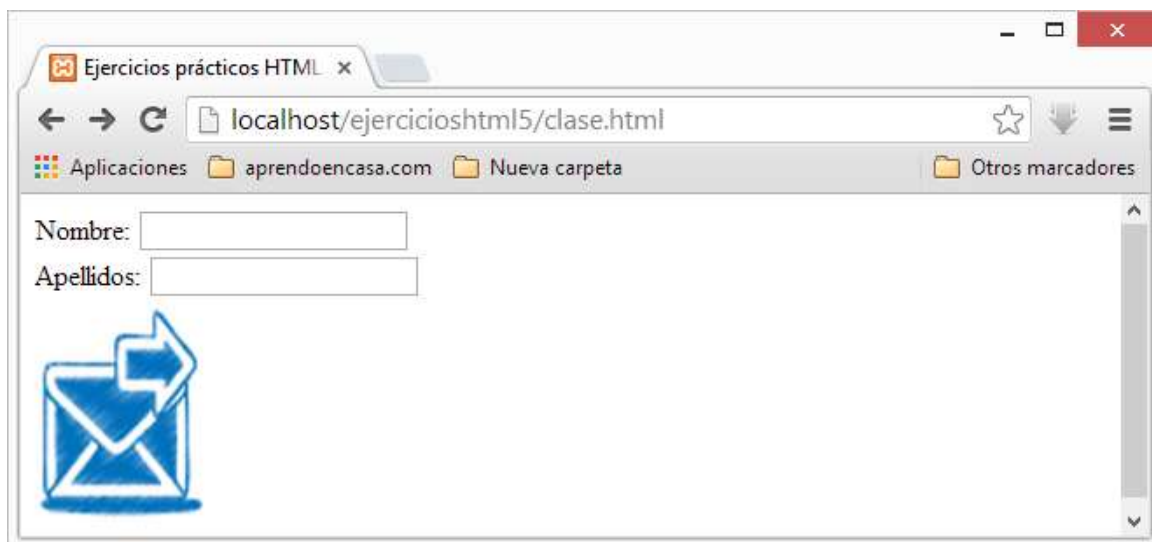 Ejercicios prácticos HTML
localhost/ejercicioshtml5/clase.html
Aplicaciones aprendoencasa.com Nueva carpeta Otros marcadores
Nombre:
Apellidos: